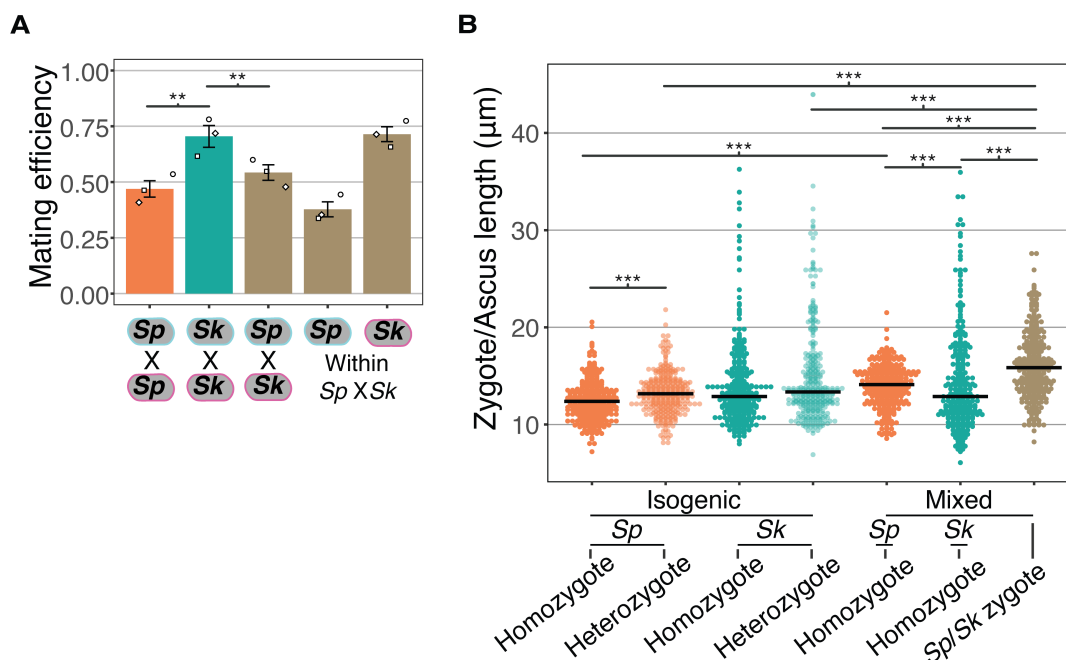 A
Mating efficiency
1.00
0.75
0.50
0.25
0.00
**
**
Sp Sk Sp Sp Sk
X X X Within
Sp Sk Sk Sp X Sk
B
Zygote/Ascus length (μm)
40
30
20
10
***
***
***
***
***
***
***
Isogenic Mixed
Sp Sk Sp Sk
Homozygote Heterozygote Homozygote Heterozygote Homozygote Homozygote Sp/Sk zygote